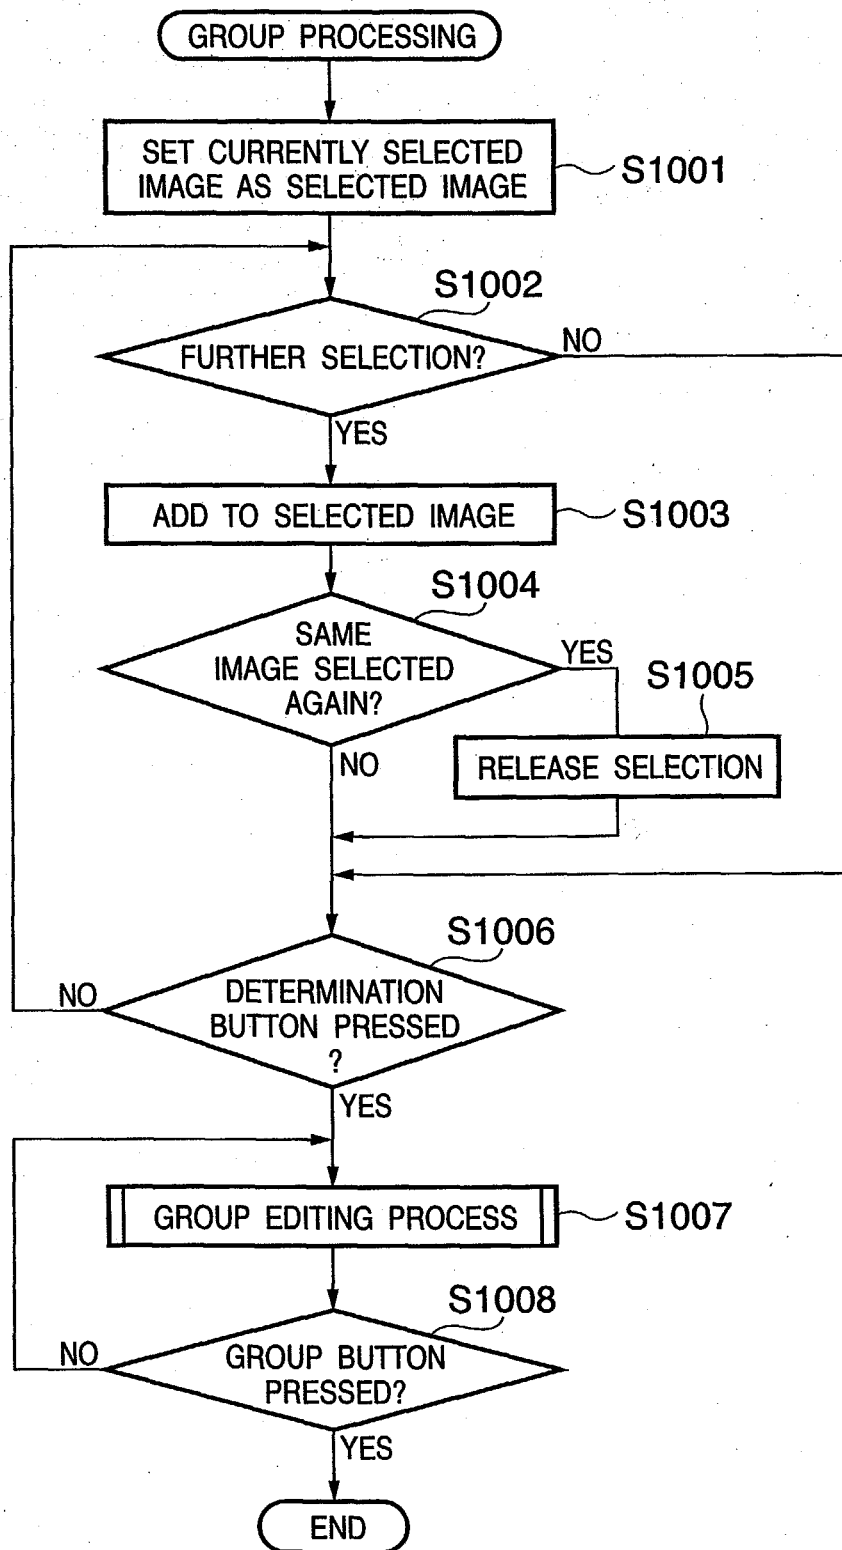 GROUP PROCESSING
SET CURRENTLY SELECTED
IMAGE AS SELECTED IMAGE
S1001
S1002
FURTHER SELECTION?
NO
YES
ADD TO SELECTED IMAGE
S1003
S1004
SAME
IMAGE SELECTED
AGAIN?
YES
S1005
RELEASE SELECTION
NO
S1006
DETERMINATION
BUTTON PRESSED
?
NO
YES
GROUP EDITING PROCESS
S1007
S1008
GROUP BUTTON
PRESSED?
NO
YES
END